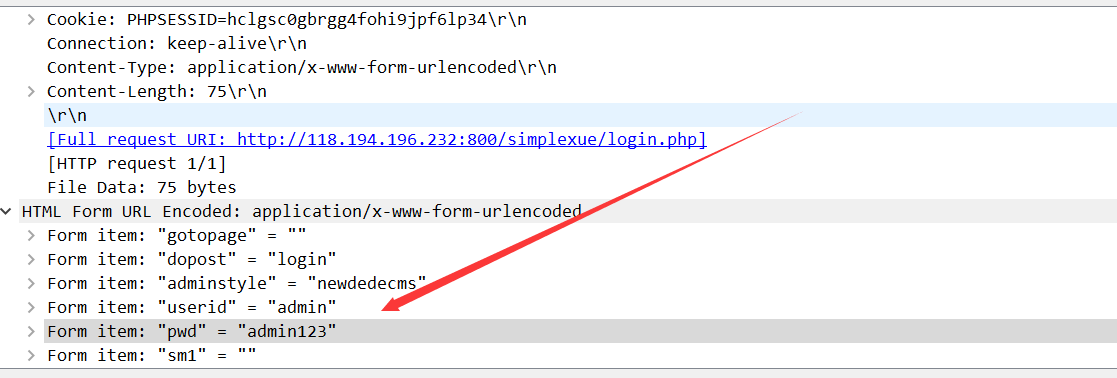 Cookie: PHPSESSID=hclgsc0gbrgg4fohi9jpf6lp34\r\n
Connection: keep-alive\r\n
Content-Type: application/x-www-form-urlencoded\r\n
Content-Length: 75\r\n
\r\n
[Full request URI: http://118.194.196.232:800/simplexue/login.php]
[HTTP request 1/1]
File Data: 75 bytes
HTML Form URL Encoded: application/x-www-form-urlencoded
Form item: "gotopage" = ""
Form item: "dopost" = "login"
Form item: "adminstyle" = "newdedecms"
Form item: "userid" = "admin"
Form item: "pwd" = "admin123"
Form item: "sm1" = ""